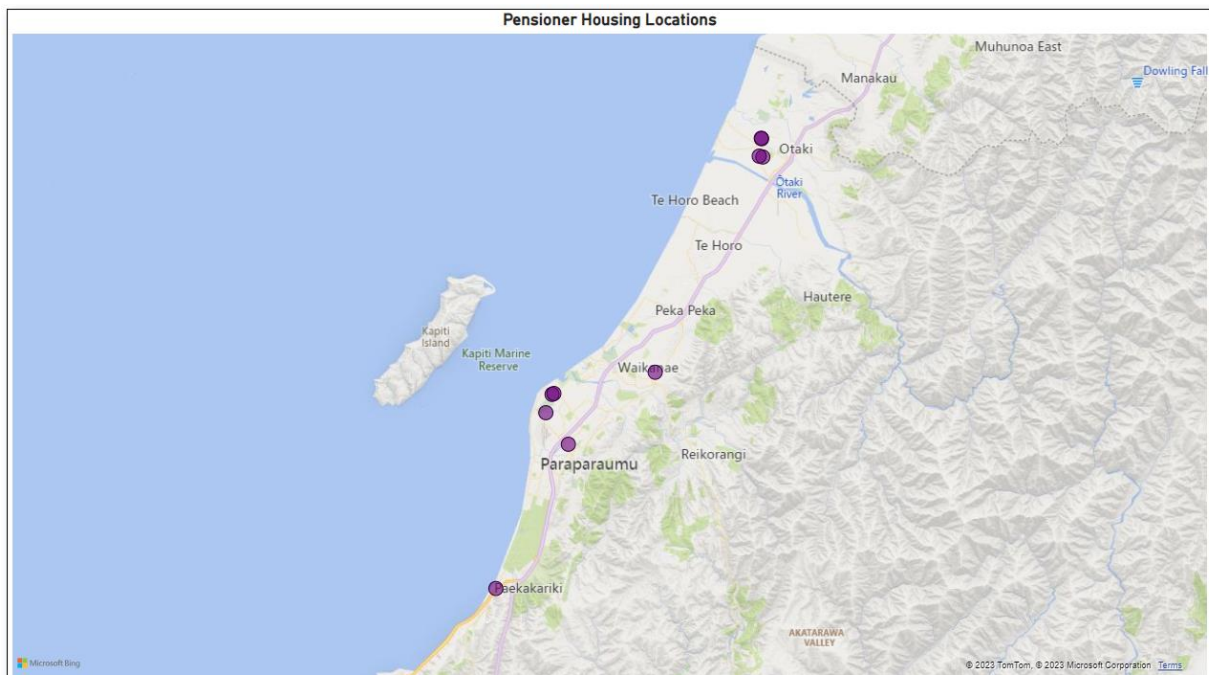 Pensioner Housing Locations
Muhunoa East
Dowling Fall
Manakau
Otaki
Ōtaki
River
Te Horo Beach
Te Horo
Hautere
Peka Peka
Kapiti
Island
Kapiti Marine
Reserve
Waikanae
Reikorangi
Paraparaumu
Paekakariki
AKATARAWA
VALLEY
Microsoft Bing
© 2023 TomTom, © 2023 Microsoft Corporation Terms